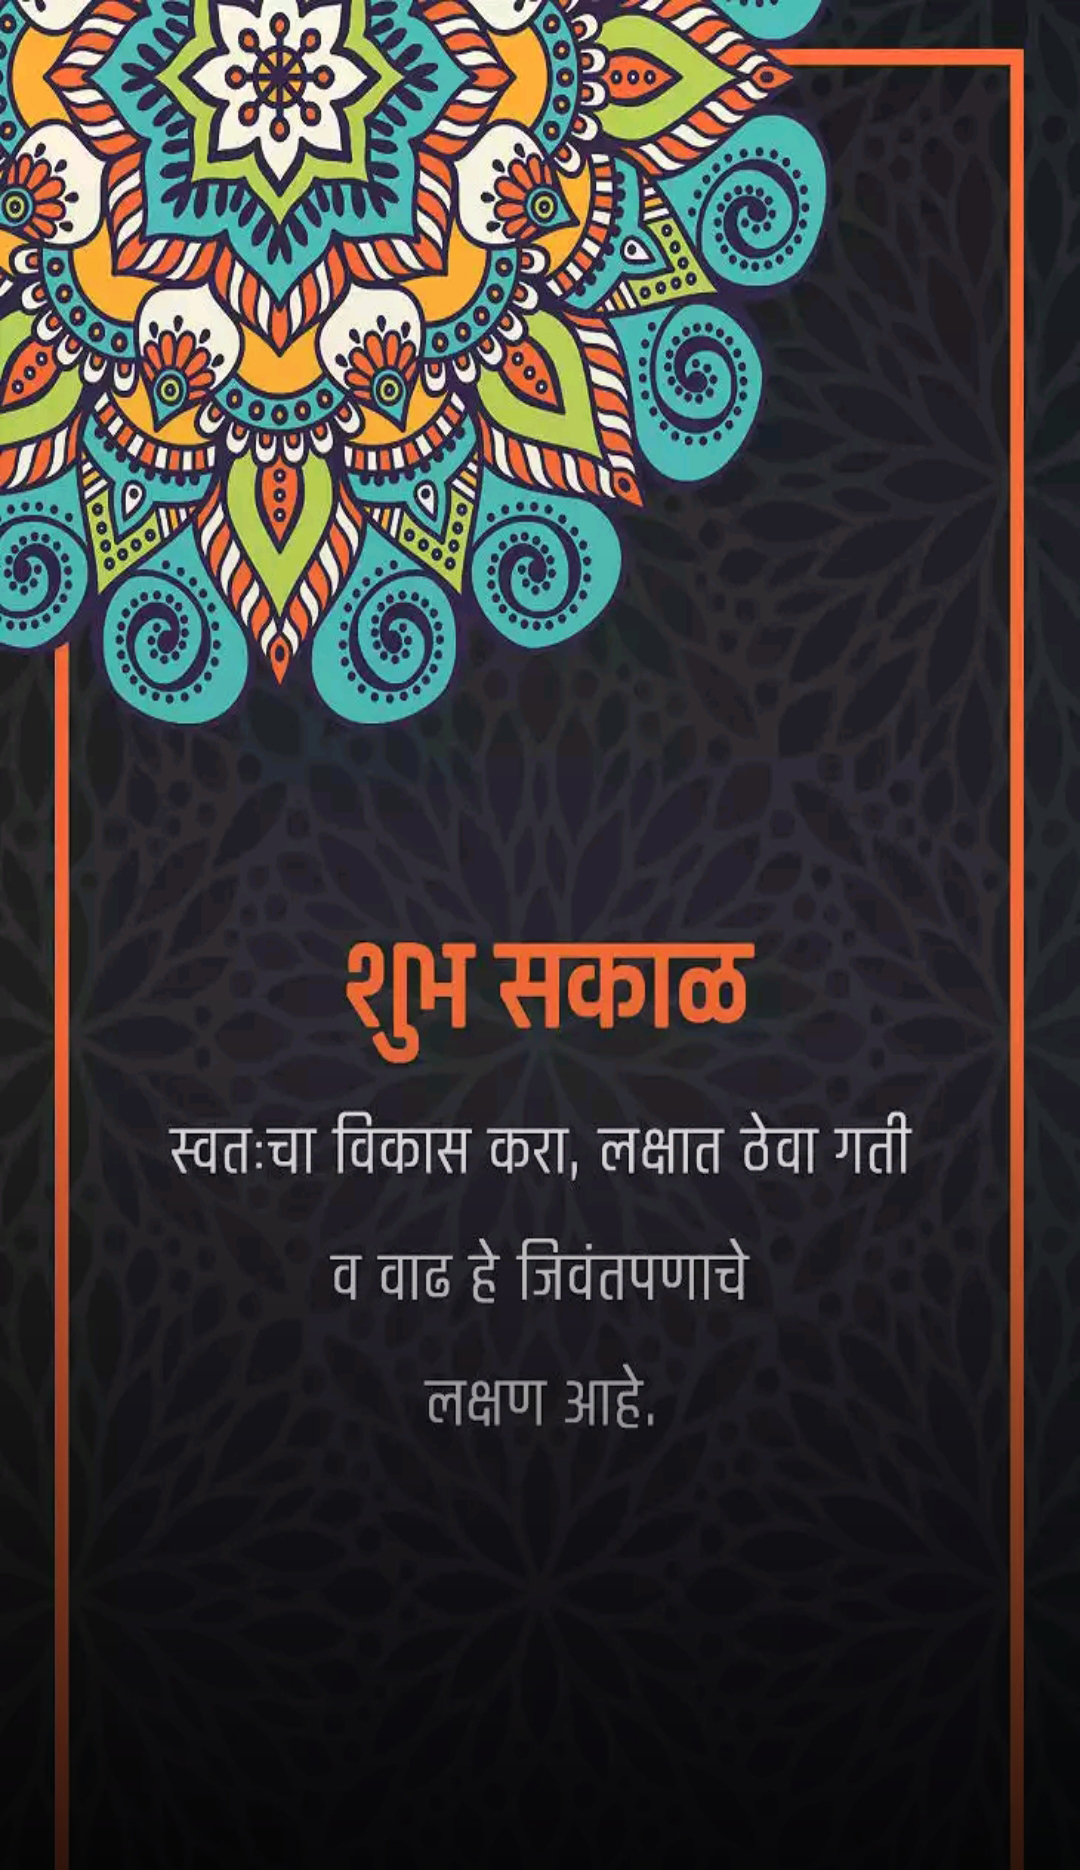 शुभ सकाळ
स्वतःचा विकास करा, लक्षात ठेवा गती
व वाढ हे जिवंतपणाचे
लक्षण आहे.